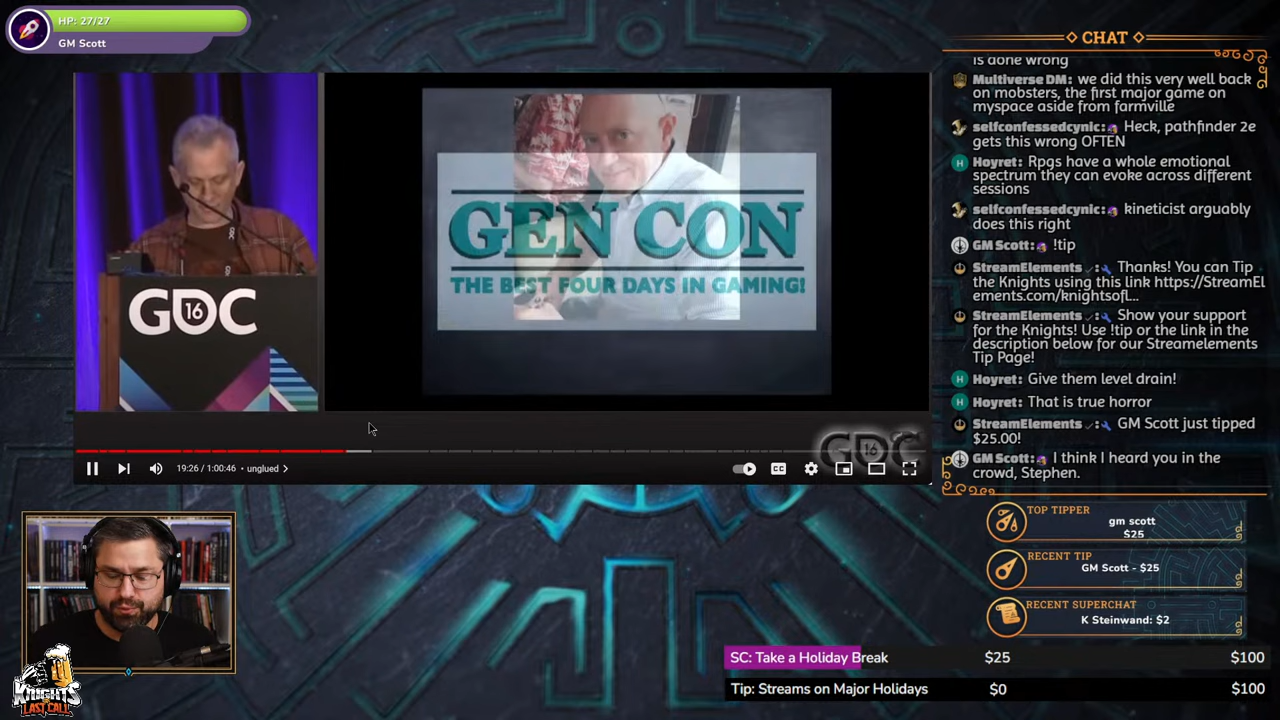 HP: 27/27
GM Scott
GEN CON
THE BEST FOUR DAYS IN GAMING!
GDC
16
GDC
19:26 / 1:00:46 • unglued >
CC
KNIGHTS
LAST CALL
CHAT
is done wrong
Multiverse DM: we did this very well back
on mobsters, the first major game on
myspace aside from farmville
selfconfessedcynic: Heck, pathfinder 2e
gets this wrong OFTEN
H Hoyret: Rpgs have a whole emotional
spectrum they can evoke across different
sessions
selfconfessedcynic: kineticist arguably
does this right
GM Scott: !tip
StreamElements : Thanks! You can Tip
the Knights using this link https://StreamEl
ements.com/knightsofl...
StreamElements : Show your support
for the Knights! Use !tip or the link in the
description below for our Streamelements
Tip Page!
H Hoyret: Give them level drain!
H Hoyret: That is true horror
StreamElements : GM Scott just tipped
$25.00!
GM Scott: I think I heard you in the
crowd, Stephen.
TOP TIPPER
gm scott
$25
RECENT TIP
GM Scott - $25
RECENT SUPERCHAT
K Steinwand: $2
SC: Take a Holiday Break $25 $100
Tip: Streams on Major Holidays $0 $100